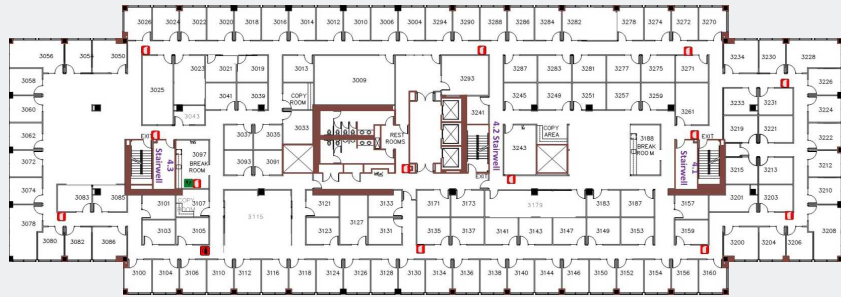 3026 3024 3022 3020 3018 3016 3014 3012 3010 3006 3004 3294 3290 3288 3286 3284 3282 3278 3274 3272 3270
3056 3054 3050 3234 3230 3228
3023 3021 3019 3013 3009 3293 3287 3283 3281 3277 3275 3271
3058 3226
3025 3041 3039 COPY ROOM 3245 3249 3251 3257 3259 3261 3233 3231
3060 3043 3241 3224
3062 EXIT 3037 3035 3033 REST ROOMS 4.2 Stairwell 3243 COPY AREA 3188 BREAK ROOM EXIT 3219 3221 3222
3072 4.3 Stairwell 3097 BREAK ROOM 3093 3091 EXIT 4.1 Stairwell 3215 3213 3212
3074 3083 3085 3210
3101 3107 COPY ROOM 3121 3133 3171 3173 3179 3183 3187 3157 3201 3203
3078 3103 3105 3115 3123 3127 3131 3135 3137 3141 3143 3147 3149 3153 3159 3208
3080 3082 3086 3200 3204 3206
3100 3104 3106 3110 3112 3116 3118 3124 3126 3128 3130 3134 3136 3138 3140 3144 3146 3150 3152 3154 3156 3160